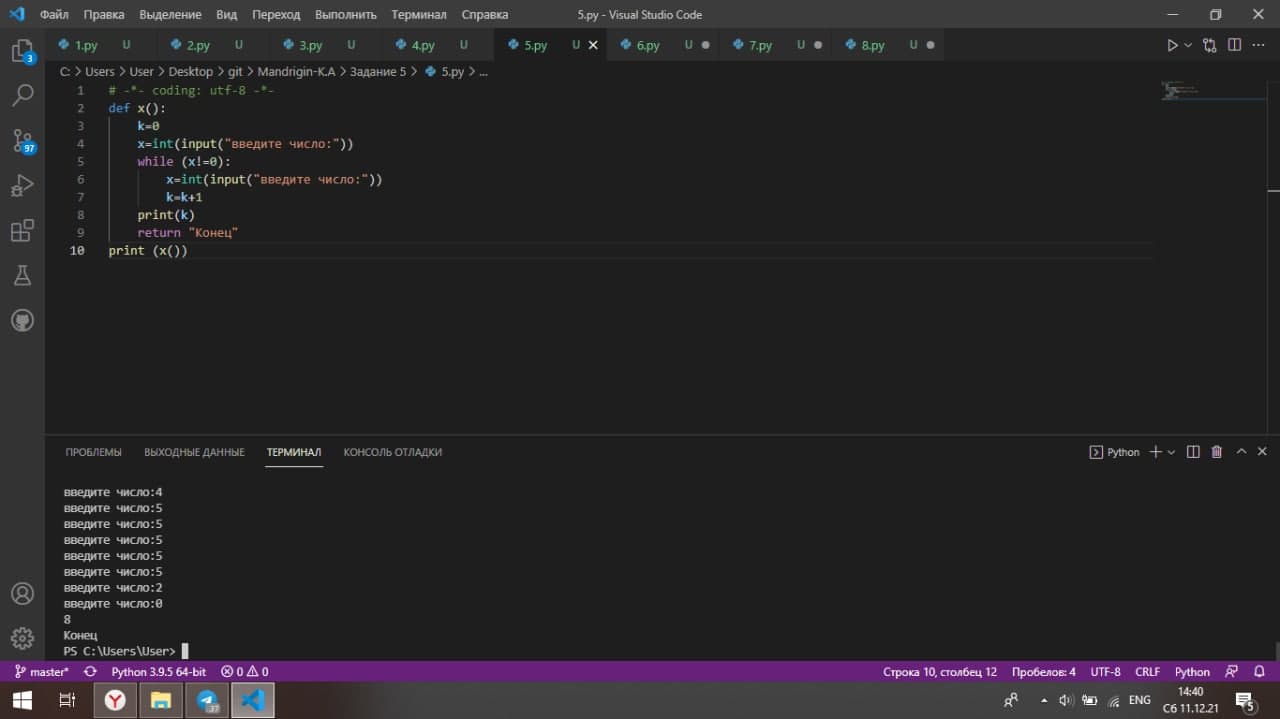 Файл Правка Выделение Вид Переход Выполнить Терминал Справка 5.py - Visual Studio Code
1.py U 2.py U 3.py U 4.py U 5.py U 6.py U 7.py U 8.py U
C: > Users > User > Desktop > git > Mandrigin-K.A > Задание 5 > 5.py > ...
3
97
1 # -*- coding: utf-8 -*-
2 def x():
3 k=0
4 x=int(input("введите число:"))
5 while (x!=0):
6 x=int(input("введите число:"))
7 k=k+1
8 print(k)
9 return "Конец"
10 print (x())
ПРОБЛЕМЫ ВЫХОДНЫЕ ДАННЫЕ ТЕРМИНАЛ КОНСОЛЬ ОТЛАДКИ Python
введите число:4
введите число:5
введите число:5
введите число:5
введите число:5
введите число:5
введите число:2
введите число:0
8
Конец
PS C:\Users\User>
master* Python 3.9.5 64-bit 0 0 Строка 10, столбец 12 Пробелов: 4 UTF-8 CRLF Python
37
ENG
14:40
Сб 11.12.21
5